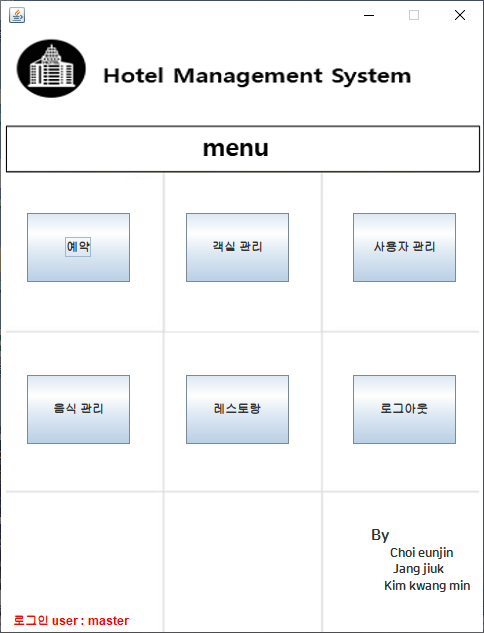 Hotel Management System
menu
예약
객실 관리
사용자 관리
음식 관리
레스토랑
로그아웃
By
Choi eunjin
Jang jiuk
Kim kwang min
로그인 user : master